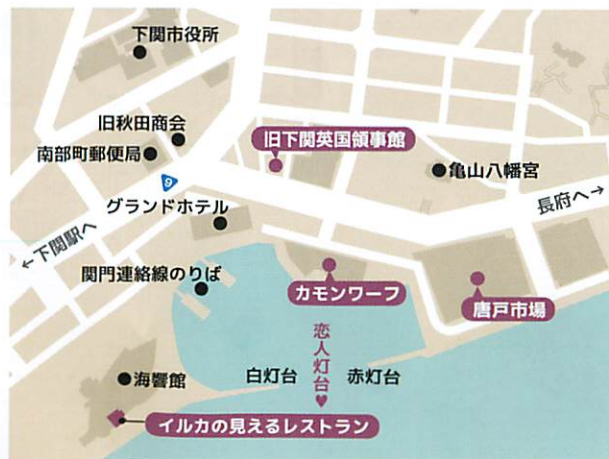 下関市役所
旧秋田商会
南部町郵便局
旧下関英国領事館
亀山八幡宮
9
長府へ→
←下関駅へ
グランドホテル
関門連絡線のりば
カモンワーフ
唐戸市場
恋人灯台♥
白灯台
赤灯台
海響館
イルカの見えるレストラン